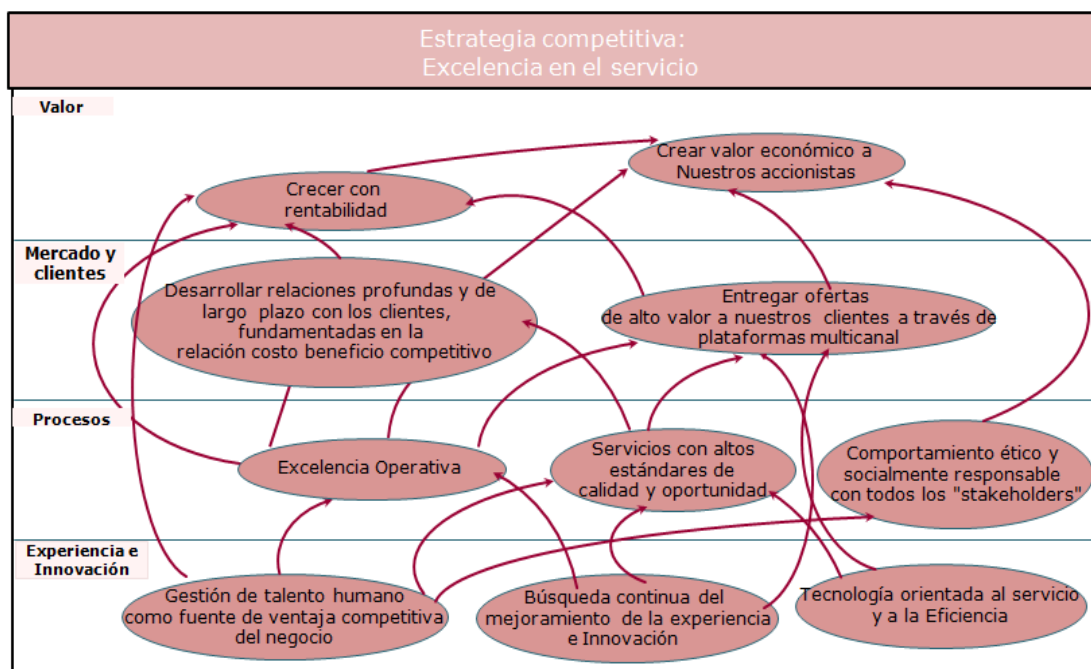 Estrategia competitiva:
Excelencia en el servicio
Valor
Crear valor económico a
Nuestros accionistas
Crecer con
rentabilidad
Mercado y
clientes
Desarrollar relaciones profundas y de
largo plazo con los clientes,
fundamentadas en la
relación costo beneficio competitivo
Entregar ofertas
de alto valor a nuestros clientes a través de
plataformas multicanal
Procesos
Excelencia Operativa
Servicios con altos
estándares de
calidad y oportunidad
Comportamiento ético y
socialmente responsable
con todos los "stakeholders"
Experiencia e
Innovación
Gestión de talento humano
como fuente de ventaja competitiva
del negocio
Búsqueda continua del
mejoramiento de la experiencia
e Innovación
Tecnología orientada al servicio
y a la Eficiencia